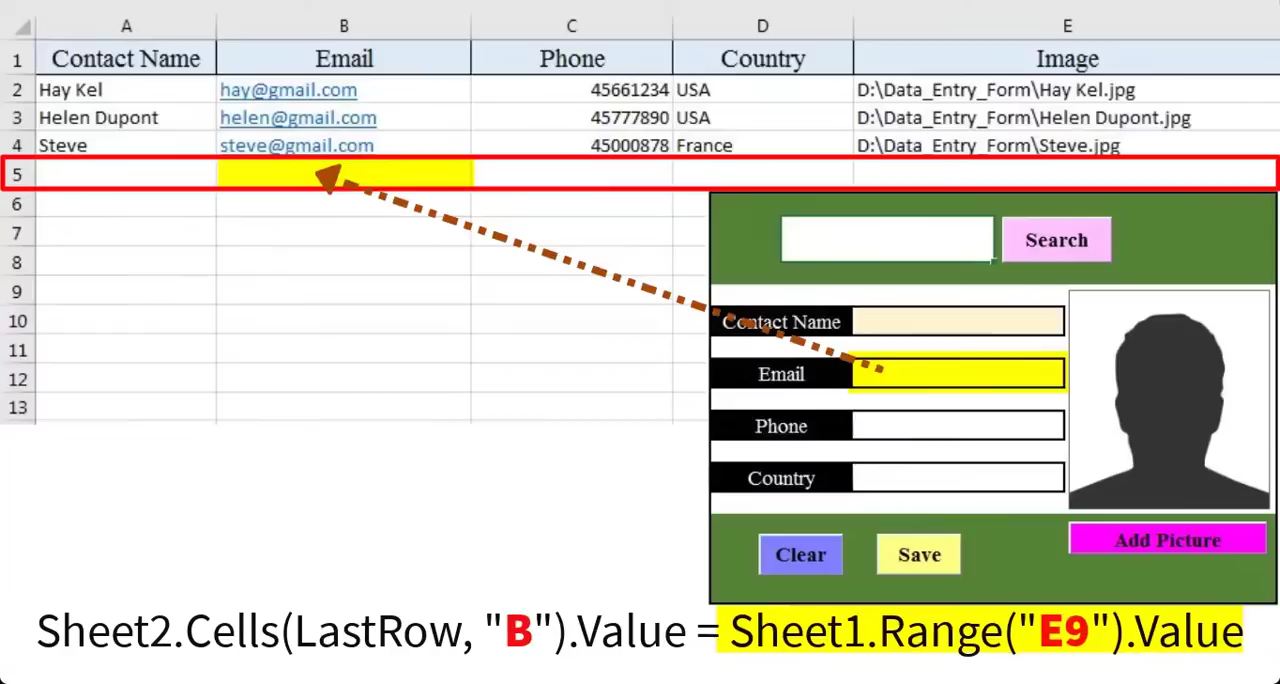 A B C D E
1 Contact Name Email Phone Country Image
2 Hay Kel hay@gmail.com 45661234 USA D:\Data_Entry_Form\Hay Kel.jpg
3 Helen Dupont helen@gmail.com 45777890 USA D:\Data_Entry_Form\Helen Dupont.jpg
4 Steve steve@gmail.com 45000878 France D:\Data_Entry_Form\Steve.jpg
5
6
7
8
9
10
11
12
13
Search
Contact Name
Email
Phone
Country
Add Picture
Clear Save
Sheet2.Cells(LastRow, "B").Value = Sheet1.Range("E9").Value